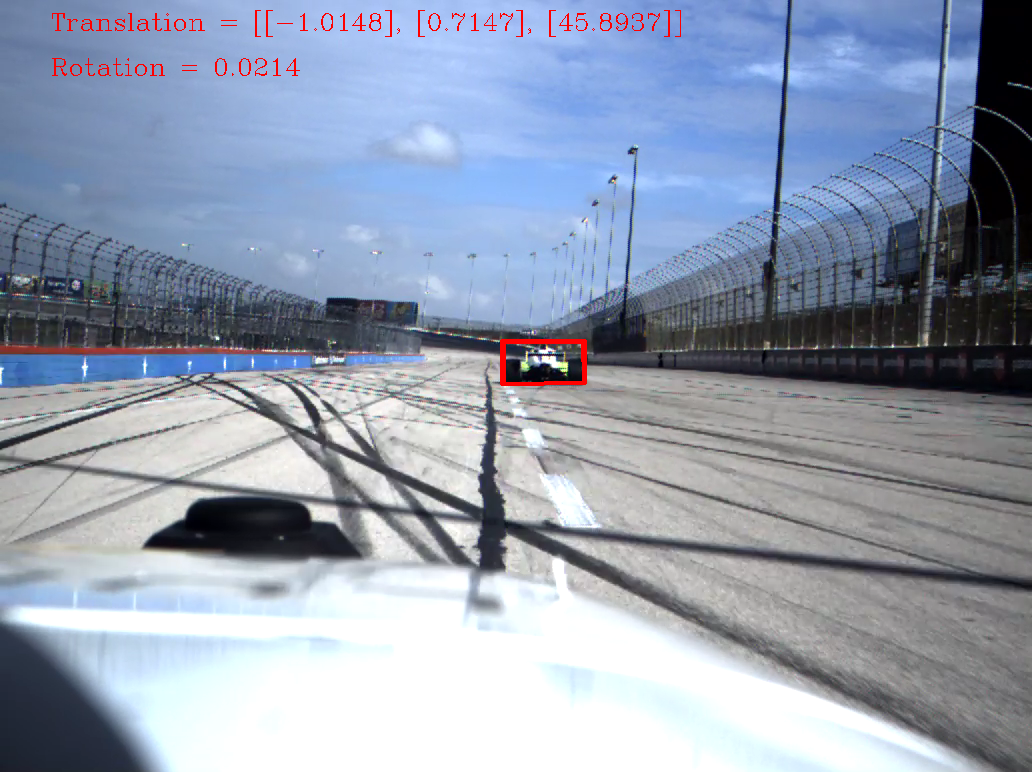 Translation = [[−1.0148], [0.7147], [45.8937]]
Rotation = 0.0214